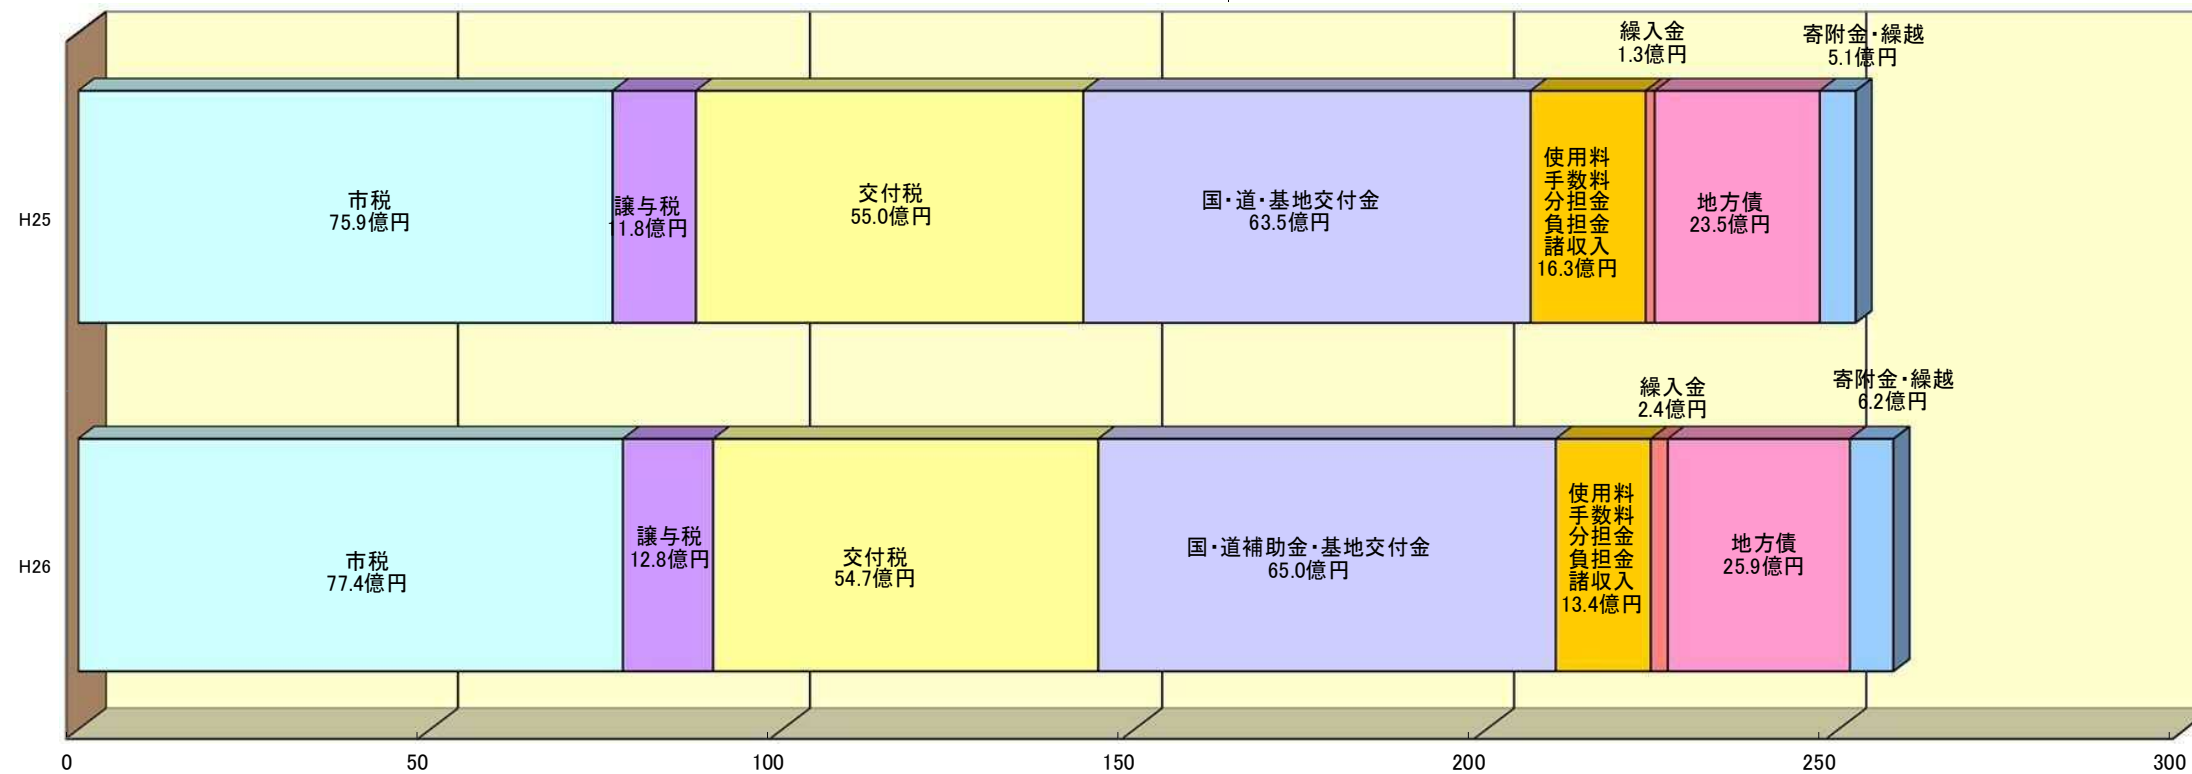 繰入金
1.3億円
寄附金・繰越
5.1億円
H25
市税
75.9億円
譲与税
11.8億円
交付税
55.0億円
国・道・基地交付金
63.5億円
使用料
手数料
分担金
負担金
諸収入
16.3億円
地方債
23.5億円
繰入金
2.4億円
寄附金・繰越
6.2億円
H26
市税
77.4億円
譲与税
12.8億円
交付税
54.7億円
国・道補助金・基地交付金
65.0億円
使用料
手数料
分担金
負担金
諸収入
13.4億円
地方債
25.9億円
0 50 100 150 200 250 300